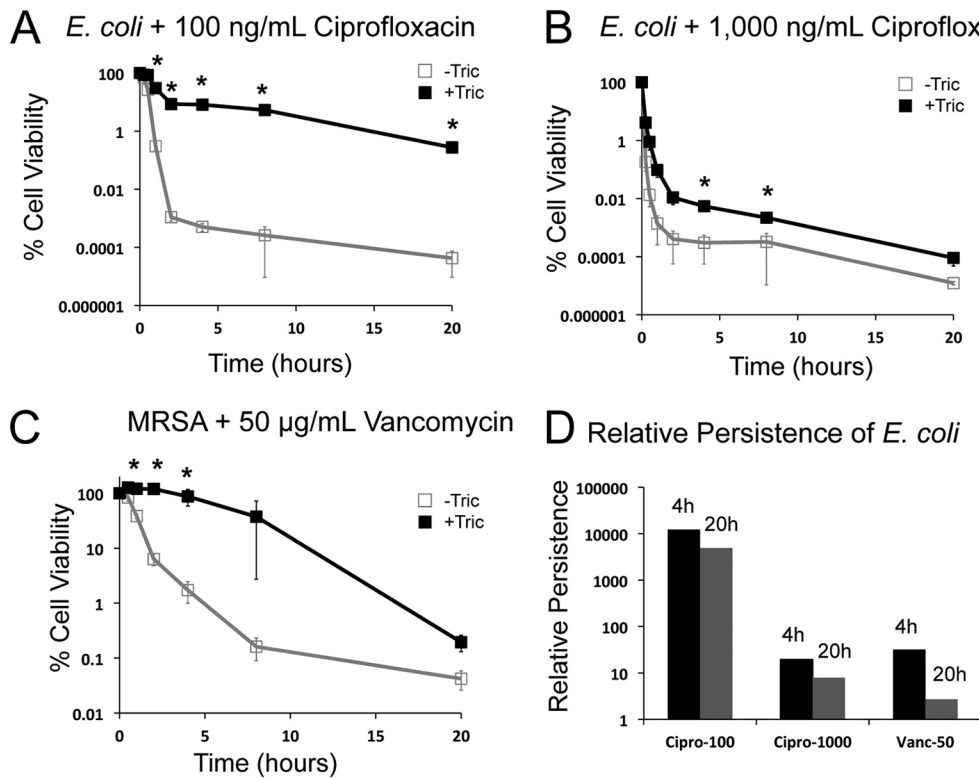 A E. coli + 100 ng/mL Ciprofloxacin
100
1
0.01
0.0001
0.000001
% Cell Viability
* * * * *
-Tric
+Tric
0 5 10 15 20
Time (hours)
B E. coli + 1,000 ng/mL Ciproflox
100
1
0.01
0.0001
0.000001
% Cell Viability
* *
-Tric
+Tric
0 5 10 15 20
Time (hours)
C MRSA + 50 µg/mL Vancomycin
100
10
1
0.1
0.01
% Cell Viability
* * *
-Tric
+Tric
0 5 10 15 20
Time (hours)
D Relative Persistence of E. coli
100000
10000
1000
100
10
1
Relative Persistence
4h 20h
4h 20h
4h 20h
Cipro-100 Cipro-1000 Vanc-50